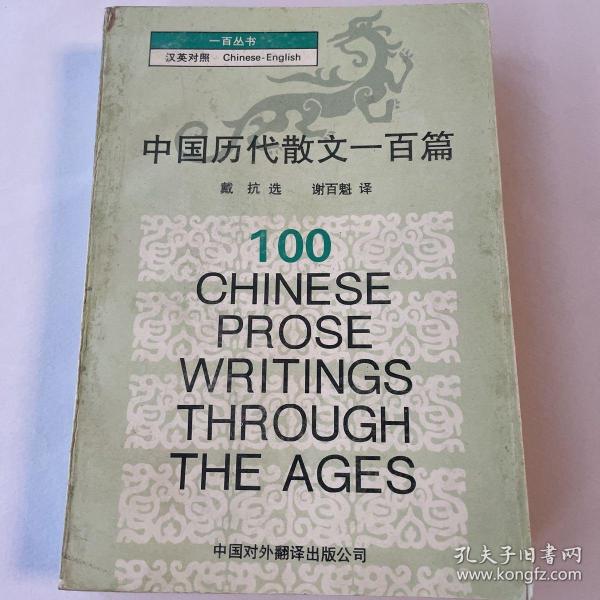 一百丛书
汉英对照 Chinese-English
中国历代散文一百篇
戴抗选 谢百魁译
100
CHINESE
PROSE
WRITINGS
THROUGH
THE AGES
中国对外翻译出版公司
孔夫子旧书网
www.kongfz.com